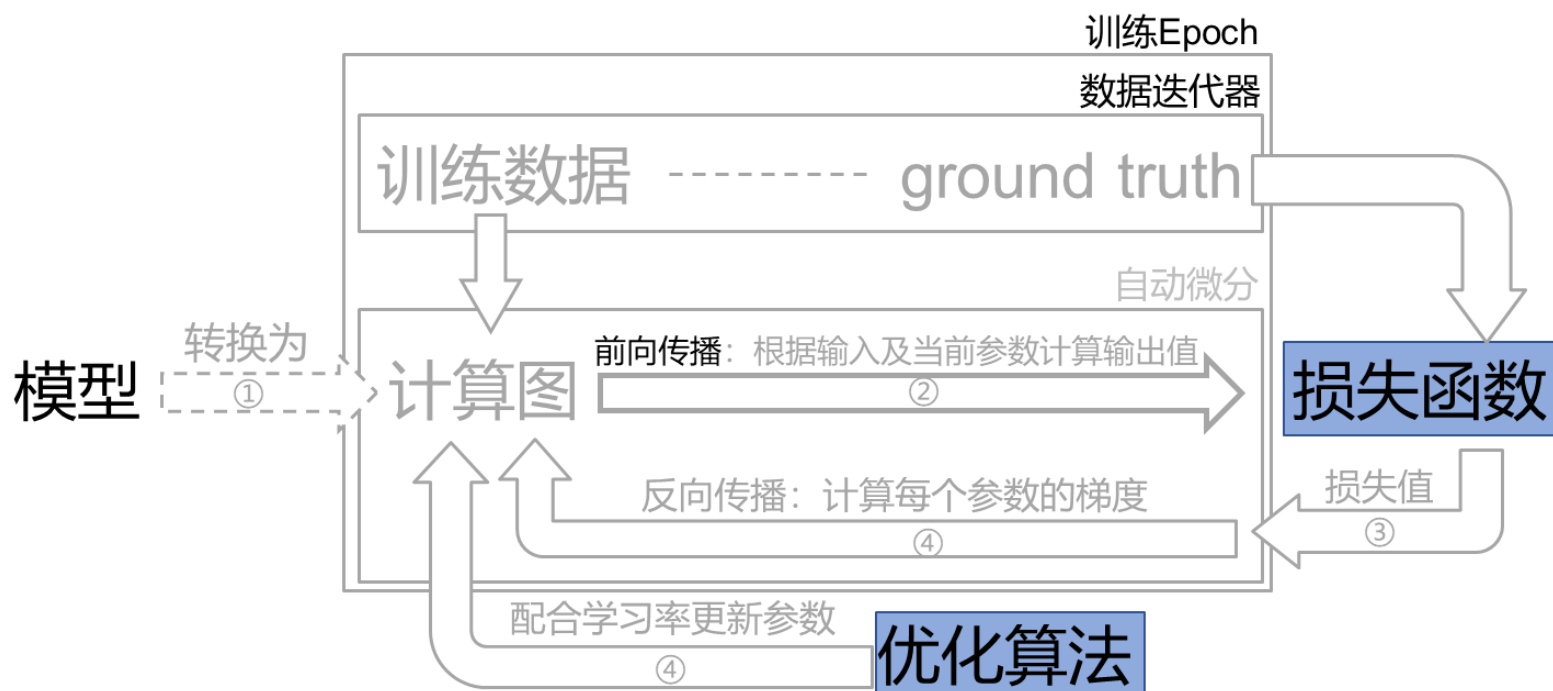 训练Epoch
数据迭代器
训练数据 --------- ground truth
自动微分
转换为
前向传播：根据输入及当前参数计算输出值
模型
①
计算图
②
损失函数
反向传播：计算每个参数的梯度
损失值
④
③
配合学习率更新参数
④
优化算法